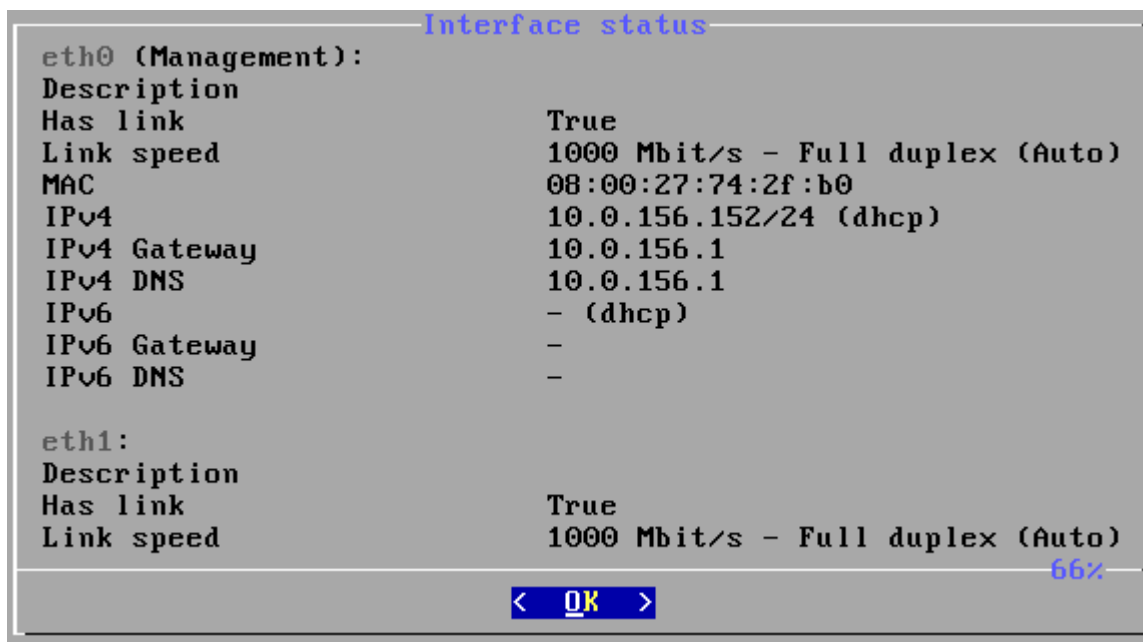 Interface status
eth0 (Management):
Description
Has link True
Link speed 1000 Mbit/s - Full duplex (Auto)
MAC 08:00:27:74:2f:b0
IPv4 10.0.156.152/24 (dhcp)
IPv4 Gateway 10.0.156.1
IPv4 DNS 10.0.156.1
IPv6 - (dhcp)
IPv6 Gateway -
IPv6 DNS -
eth1:
Description
Has link True
Link speed 1000 Mbit/s - Full duplex (Auto)
66%
< OK >